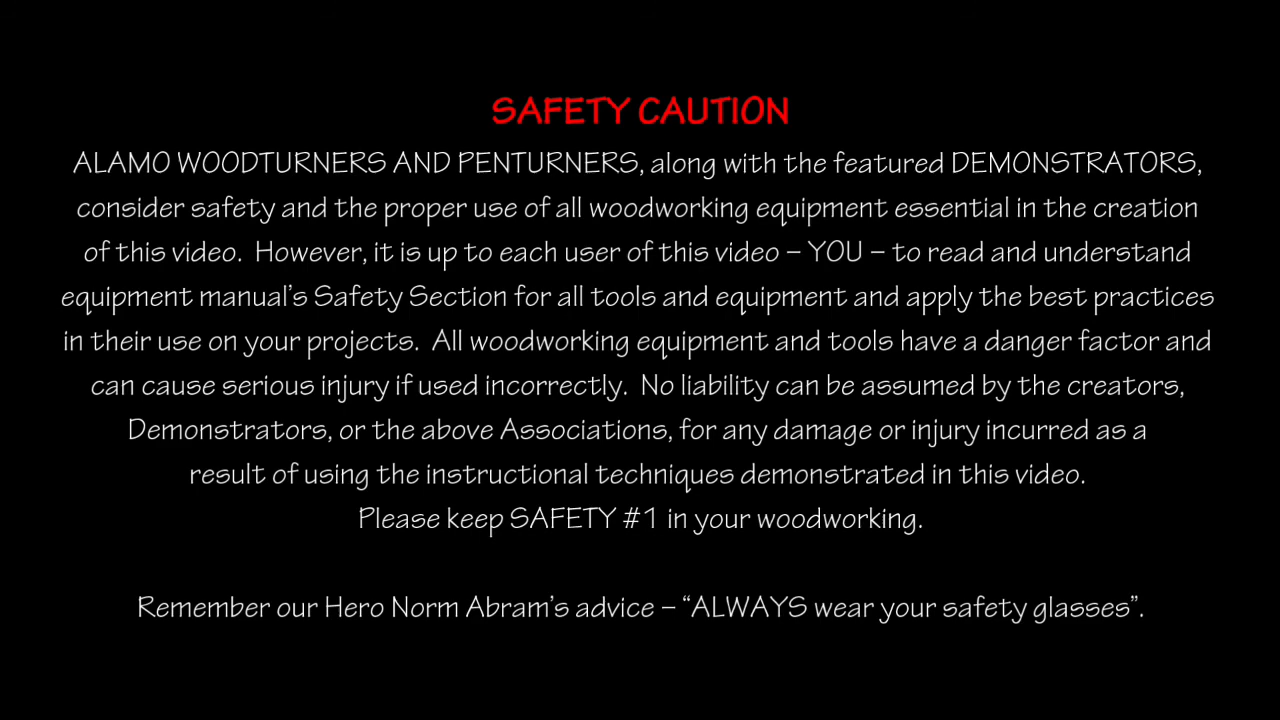 SAFETY CAUTION
ALAMO WOODTURNERS AND PENTURNERS, along with the featured DEMONSTRATORS,
consider safety and the proper use of all woodworking equipment essential in the creation
of this video.  However, it is up to each user of this video – YOU – to read and understand
equipment manual's Safety Section for all tools and equipment and apply the best practices
in their use on your projects.  All woodworking equipment and tools have a danger factor and
can cause serious injury if used incorrectly.  No liability can be assumed by the creators,
Demonstrators, or the above Associations, for any damage or injury incurred as a
result of using the instructional techniques demonstrated in this video.
Please keep SAFETY #1 in your woodworking.
Remember our Hero Norm Abram's advice – “ALWAYS wear your safety glasses”.